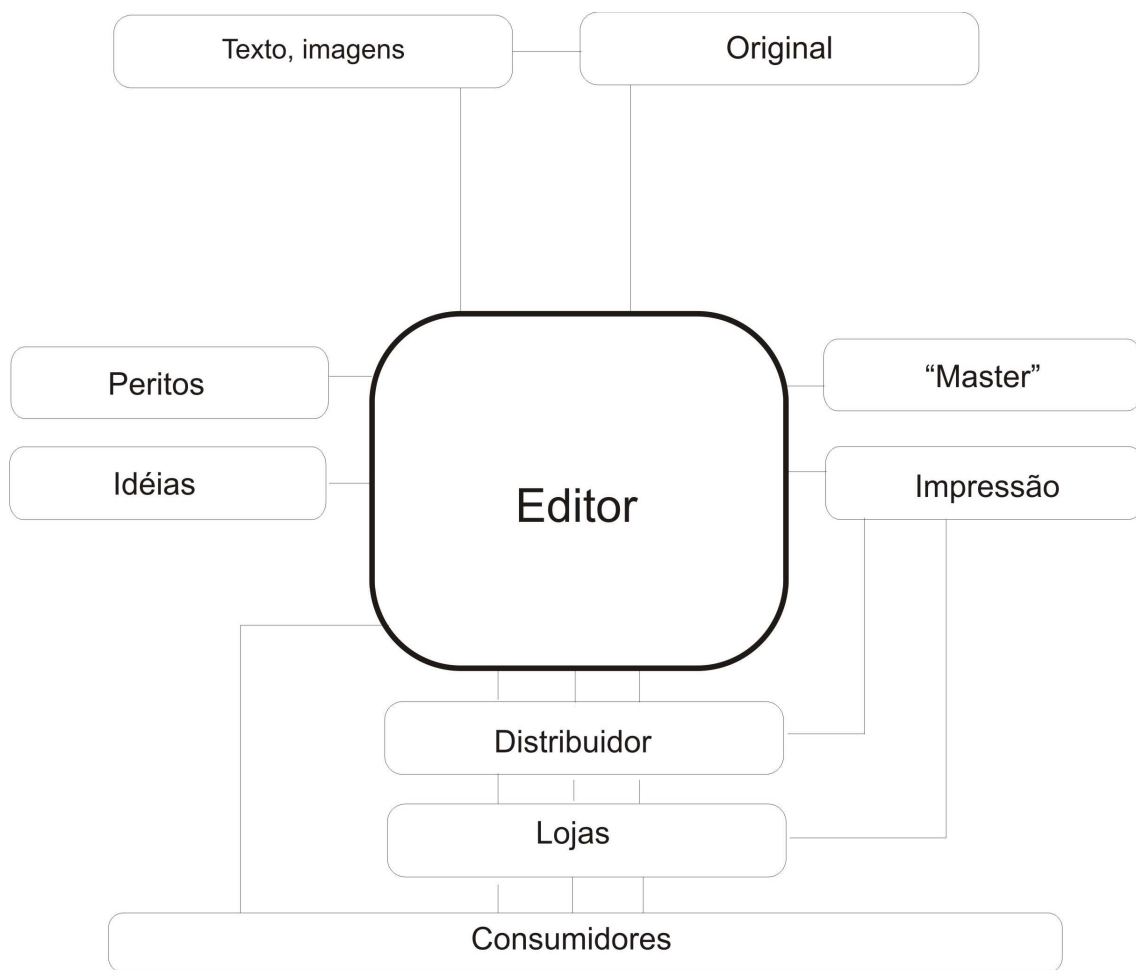 Texto, imagens
Original
Peritos
"Master"
Idéias
Impressão
Editor
Distribuidor
Lojas
Consumidores